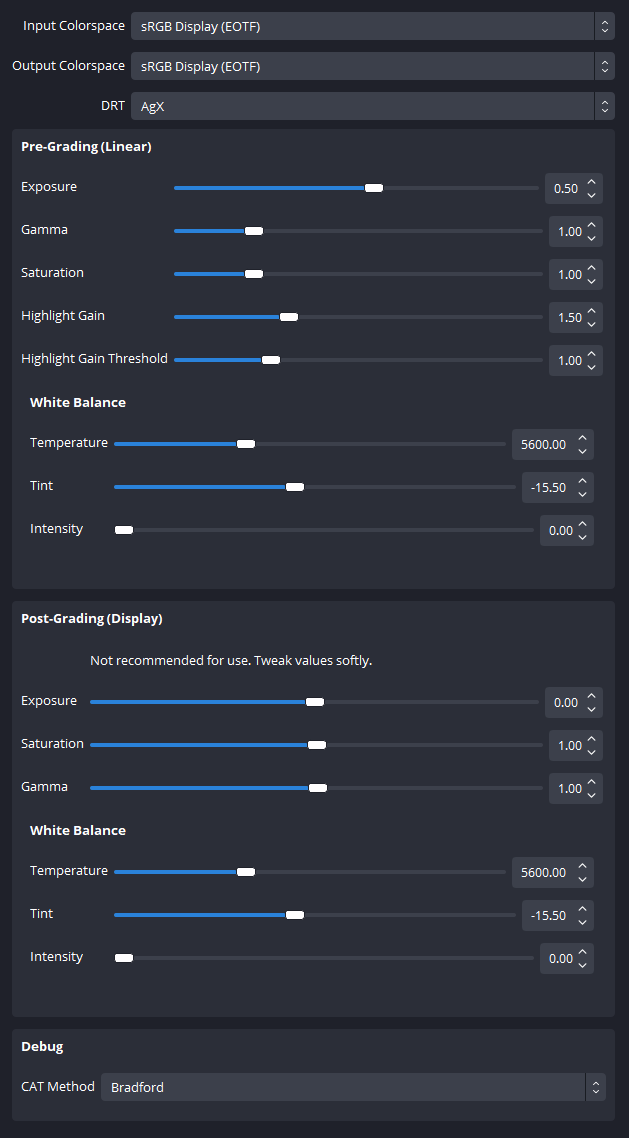 Input Colorspace sRGB Display (EOTF)
Output Colorspace sRGB Display (EOTF)
DRT AgX
Pre-Grading (Linear)
Exposure 0.50
Gamma 1.00
Saturation 1.00
Highlight Gain 1.50
Highlight Gain Threshold 1.00
White Balance
Temperature 5600.00
Tint -15.50
Intensity 0.00
Post-Grading (Display)
Not recommended for use. Tweak values softly.
Exposure 0.00
Saturation 1.00
Gamma 1.00
White Balance
Temperature 5600.00
Tint -15.50
Intensity 0.00
Debug
CAT Method Bradford